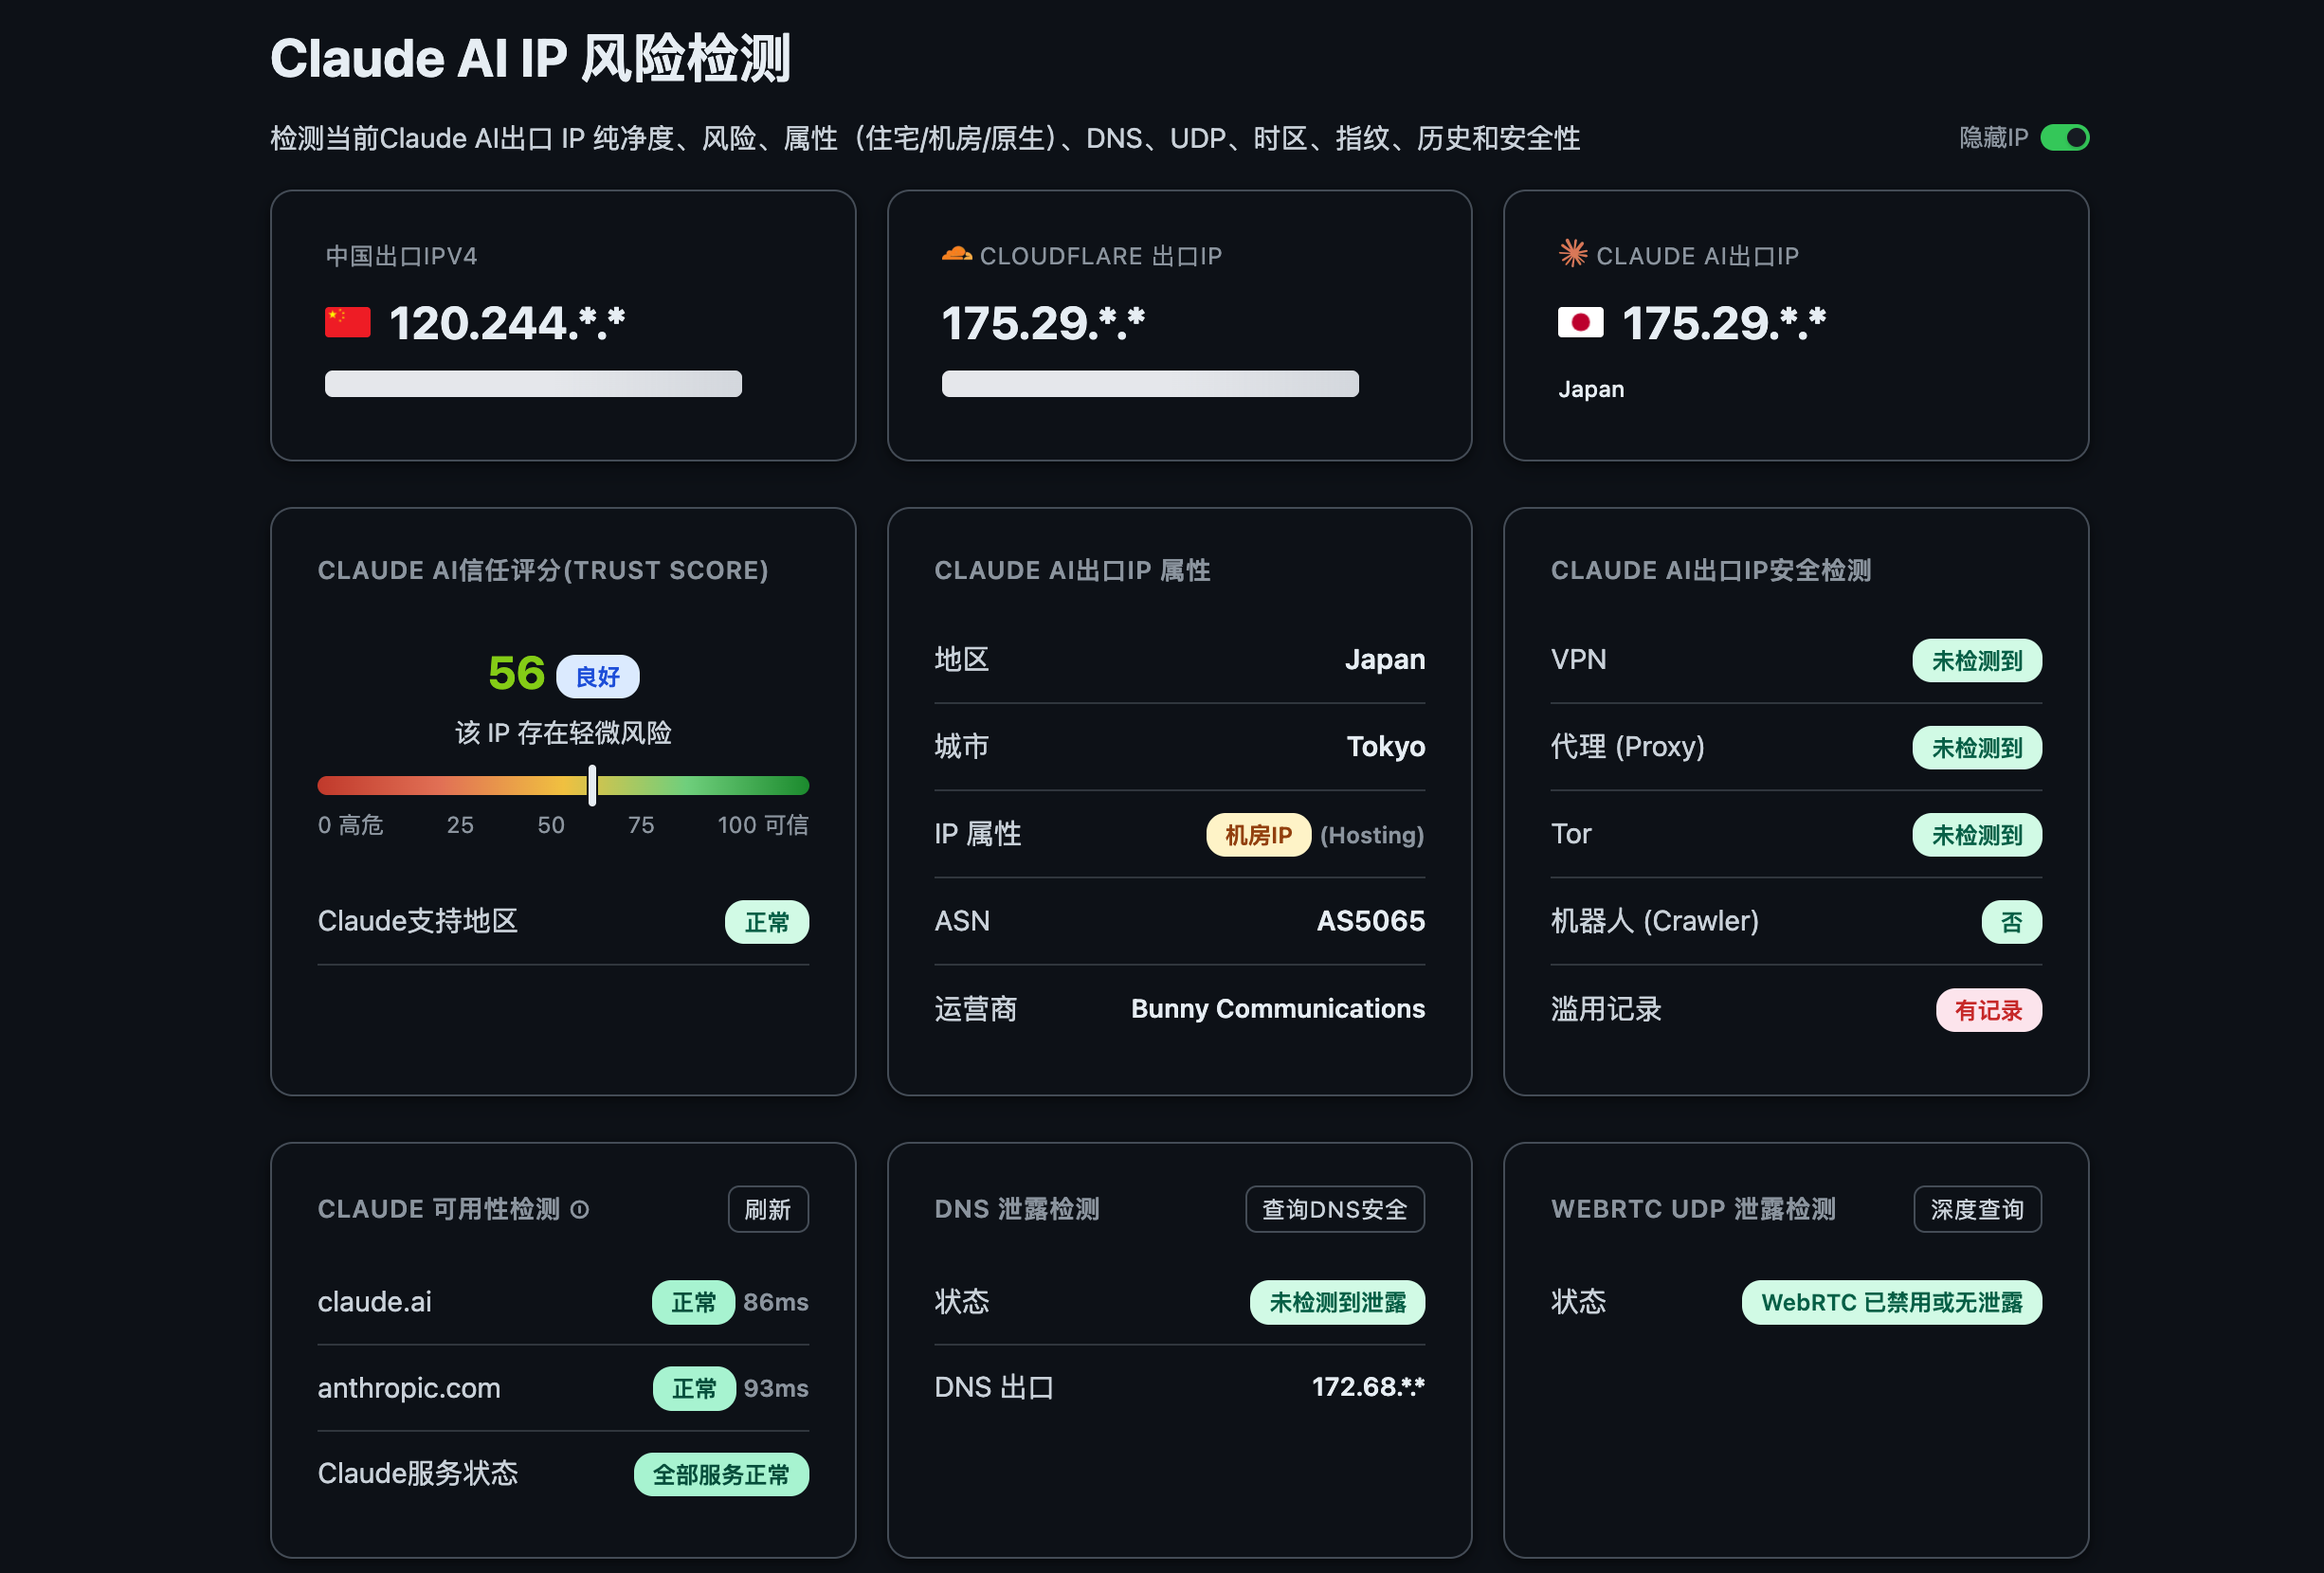 Claude AI IP 风险检测
检测当前Claude AI出口 IP 纯净度、风险、属性（住宅/机房/原生）、DNS、UDP、时区、指纹、历史和安全性
隐藏IP
中国出口IPV4
120.244.*.*
CLOUDFLARE 出口IP
175.29.*.*
CLAUDE AI出口IP
175.29.*.*
Japan
CLAUDE AI信任评分(TRUST SCORE)
56 良好
该 IP 存在轻微风险
0 高危 25 50 75 100 可信
Claude支持地区 正常
CLAUDE AI出口IP 属性
地区 Japan
城市 Tokyo
IP 属性 机房IP (Hosting)
ASN AS5065
运营商 Bunny Communications
CLAUDE AI出口IP安全检测
VPN 未检测到
代理 (Proxy) 未检测到
Tor 未检测到
机器人 (Crawler) 否
滥用记录 有记录
CLAUDE 可用性检测 刷新
claude.ai 正常 86ms
anthropic.com 正常 93ms
Claude服务状态 全部服务正常
DNS 泄露检测 查询DNS安全
状态 未检测到泄露
DNS 出口 172.68.*.*
WEBRTC UDP 泄露检测 深度查询
状态 WebRTC 已禁用或无泄露